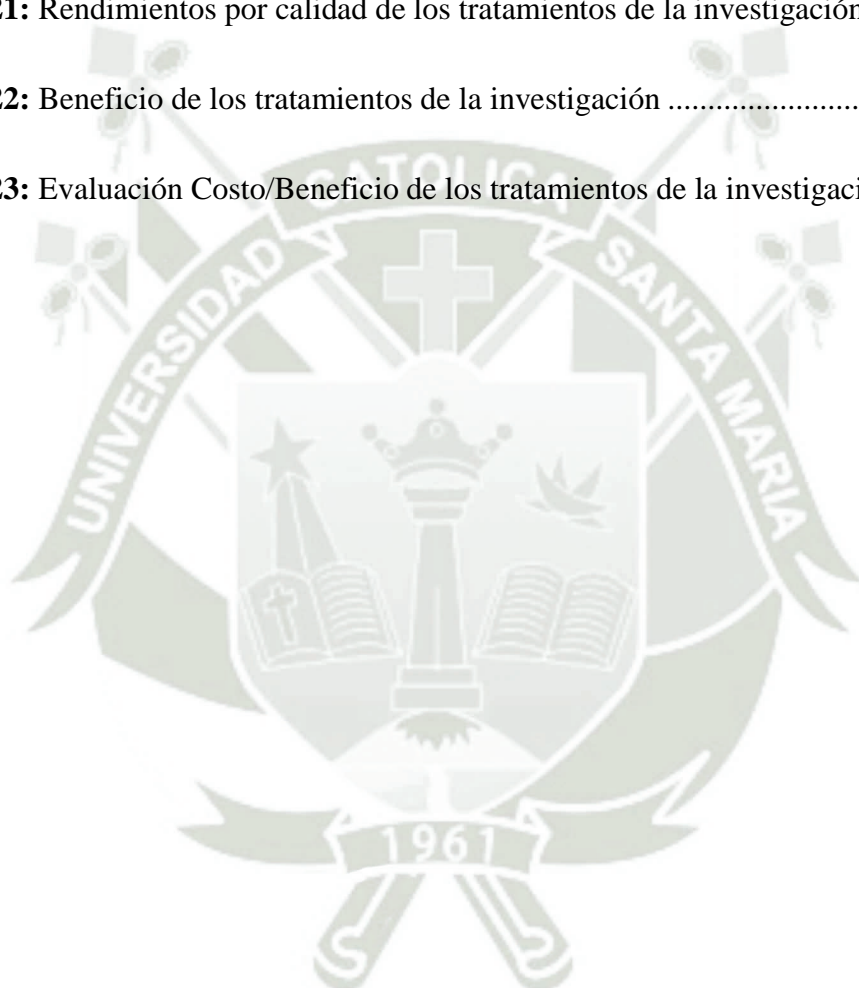 21: Rendimientos por calidad de los tratamientos de la investigación
22: Beneficio de los tratamientos de la investigación ........................
23: Evaluación Costo/Beneficio de los tratamientos de la investigaci
UNIVERSIDAD CATOLICA SANTA MARIA
1961